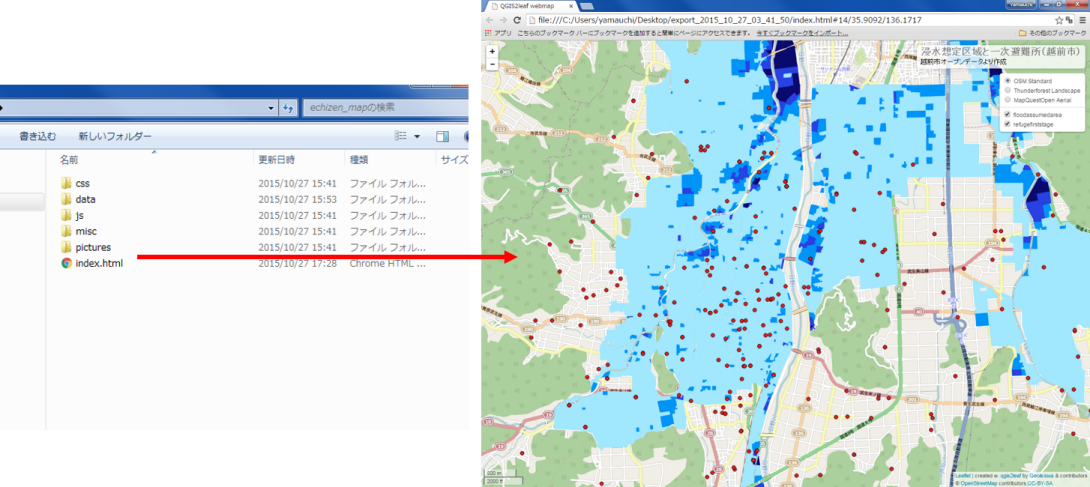 echizen_mapの検索
書き込む 新しいフォルダー
名前 更新日時 種類 サイズ
css 2015/10/27 15:41 ファイル フォル...
data 2015/10/27 15:53 ファイル フォル...
js 2015/10/27 15:41 ファイル フォル...
misc 2015/10/27 15:41 ファイル フォル...
pictures 2015/10/27 15:41 ファイル フォル...
index.html 2015/10/27 17:28 Chrome HTML ...
QGIS2leaf webmap
yamauchi
file:///C:/Users/yamauchi/Desktop/export_2015_10_27_03_41_50/index.html#14/35.9092/136.1717
アプリ こちらのブックマーク バーにブックマークを追加すると簡単にページにアクセスできます。 今すぐブックマークをインポート... その他のブックマーク
+
−
浸水想定区域と一次避難所(越前市)
越前市オープンデータより作成
OSM Standard
Thunderforest Landscape
MapQuestOpen Aerial
floodassumedarea
refugefirststage
500 m
2000 ft
Leaflet | created w. qgis2leaf by Geolicious & contributors
© OpenStreetMap contributors CC-BY-SA